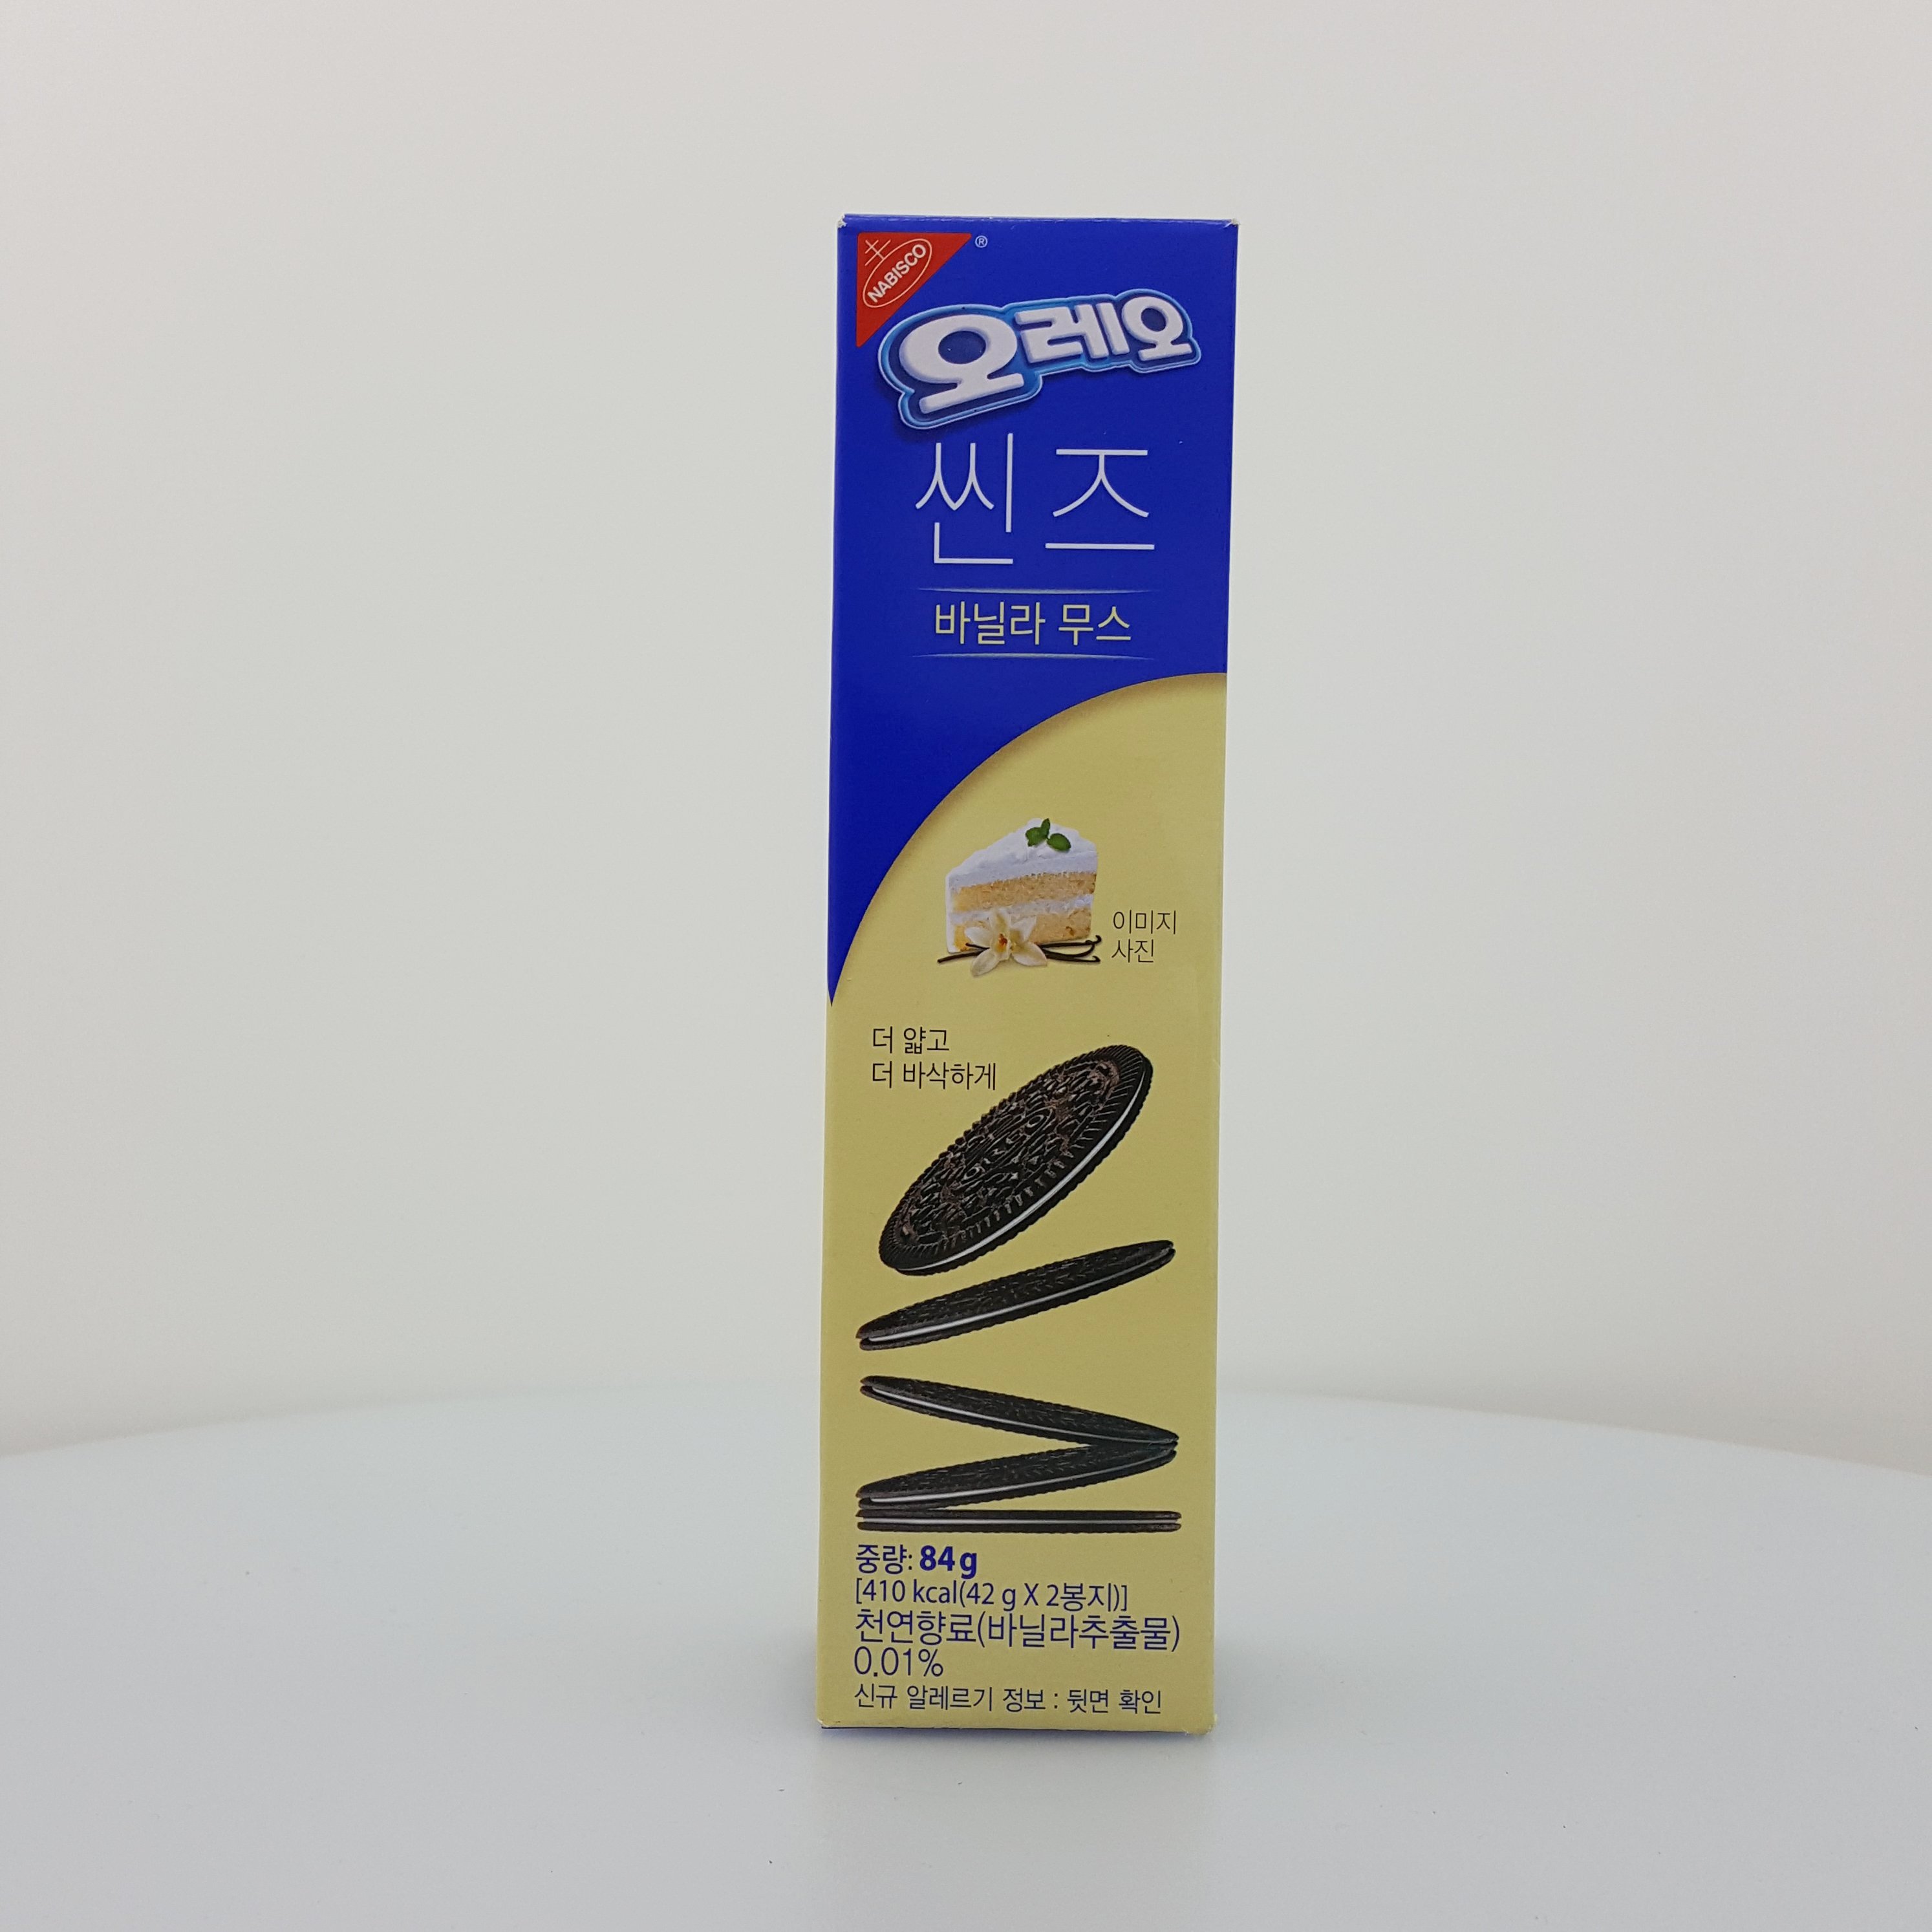 NABISCO
®
오레오
씬즈
바닐라 무스
이미지
사진
더 얇고
더 바삭하게
중량: 84 g
[410 kcal(42 g X 2봉지)]
천연향료(바닐라추출물)
0.01%
신규 알레르기 정보 : 뒷면 확인